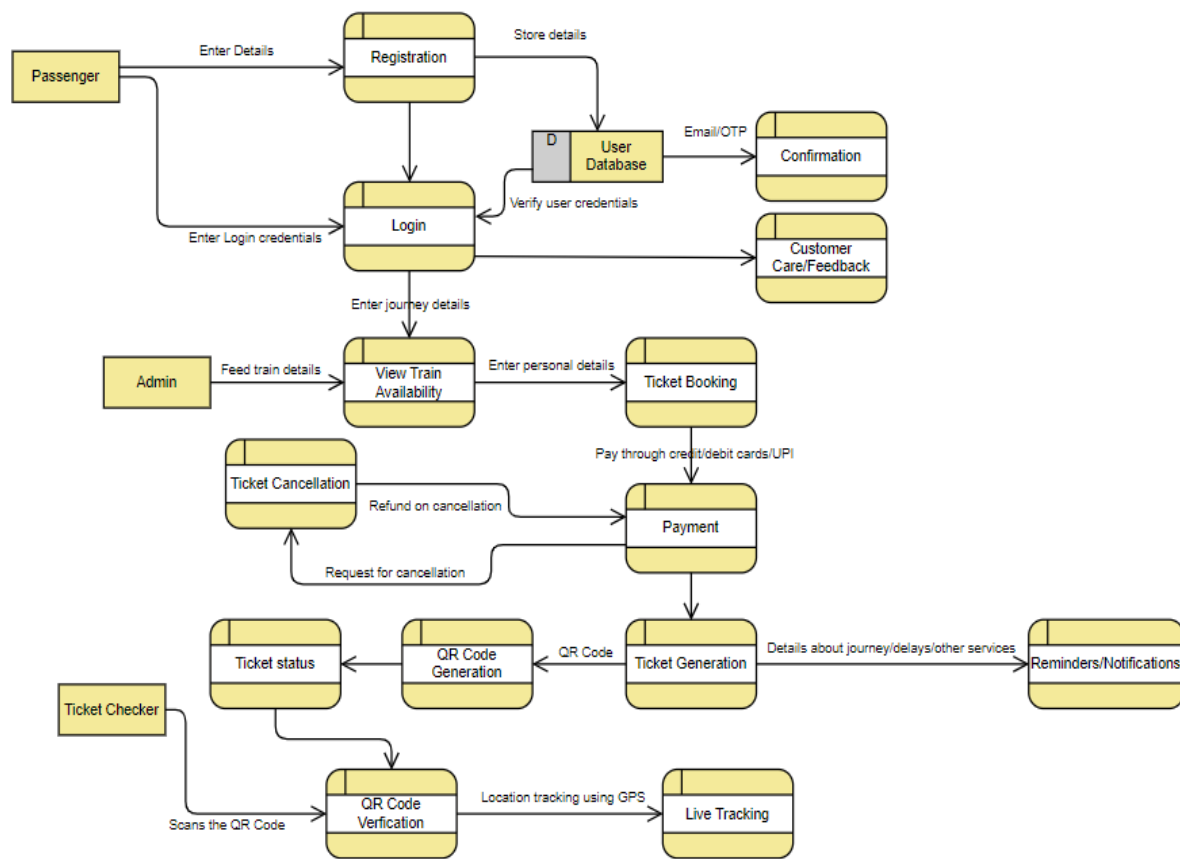 Enter Details
Store details
Passenger
Registration
D
User
Database
Email/OTP
Confirmation
Verify user credentials
Login
Enter Login credentials
Customer
Care/Feedback
Enter journey details
Admin
Feed train details
View Train
Availability
Enter personal details
Ticket Booking
Pay through credit/debit cards/UPI
Ticket Cancellation
Refund on cancellation
Payment
Request for cancellation
Ticket status
QR Code
Generation
QR Code
Ticket Generation
Details about journey/delays/other services
Reminders/Notifications
Ticket Checker
Scans the QR Code
QR Code
Verfication
Location tracking using GPS
Live Tracking